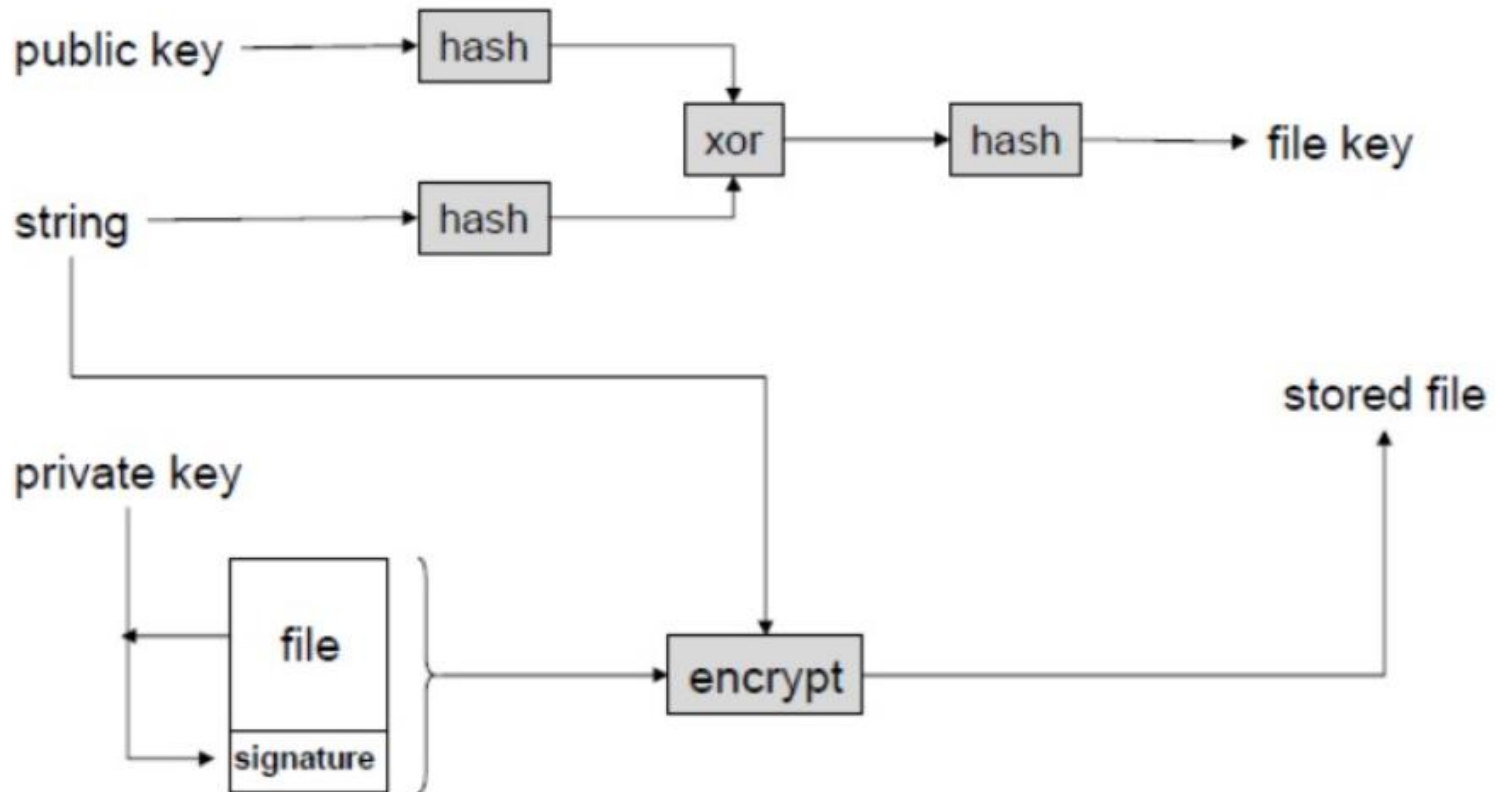 public key
hash
xor
hash
file key
string
hash
stored file
private key
file
encrypt
signature